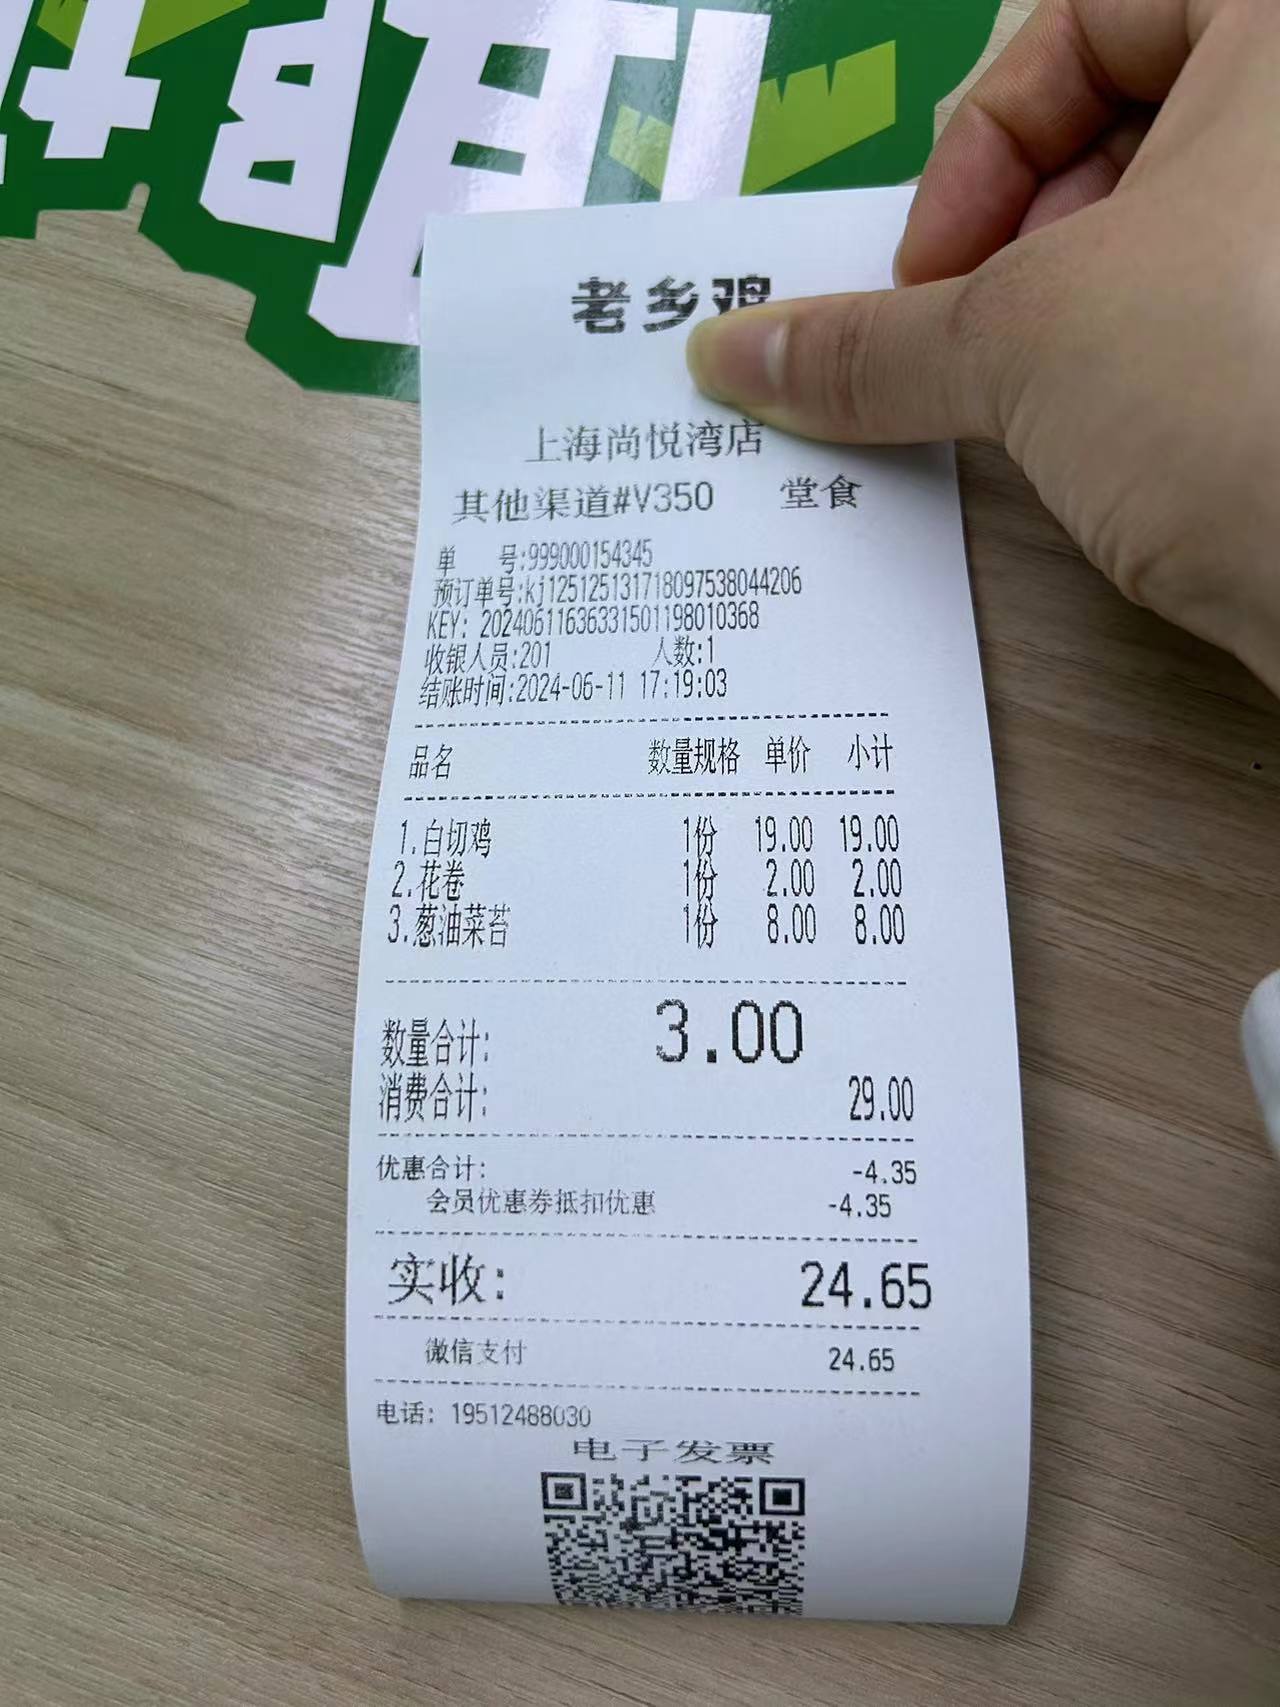 老乡鸡
上海尚悦湾店
其他渠道#V350 堂食
单 号:999000154345
预订单号:kj1251251317180975380442​06
KEY: 2024061163633150119801036​8
收银人员:201 人数:1
结账时间:2024-06-11 17:19:03
品名 数量规格 单价 小计
1.白切鸡 1份 19.00 19.00
2.花卷 1份 2.00 2.00
3.葱油菜苔 1份 8.00 8.00
数量合计: 3.00
消费合计: 29.00
优惠合计: -4.35
会员优惠券抵扣优惠 -4.35
实收: 24.65
微信支付 24.65
电话: 19512488030
电子发票